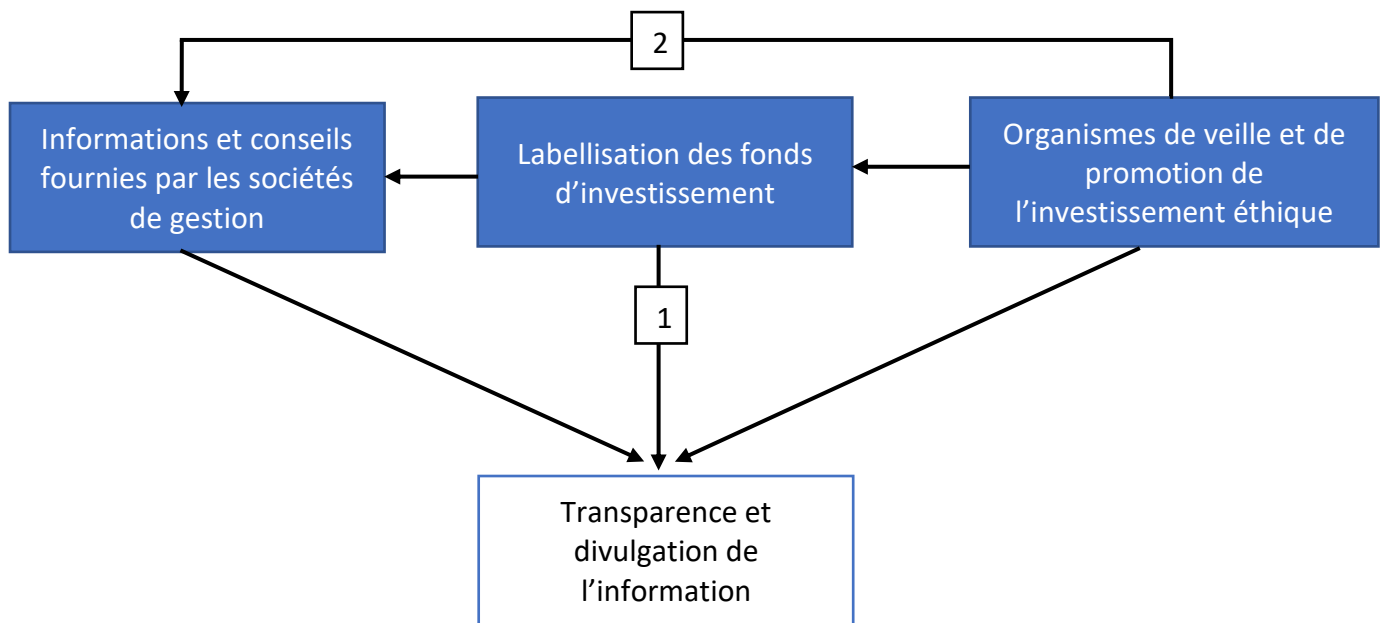 2
Informations et conseils
fournies par les sociétés
de gestion
Labellisation des fonds
d’investissement
Organismes de veille et de
promotion de
l’investissement éthique
1
Transparence et
divulgation de
l’information